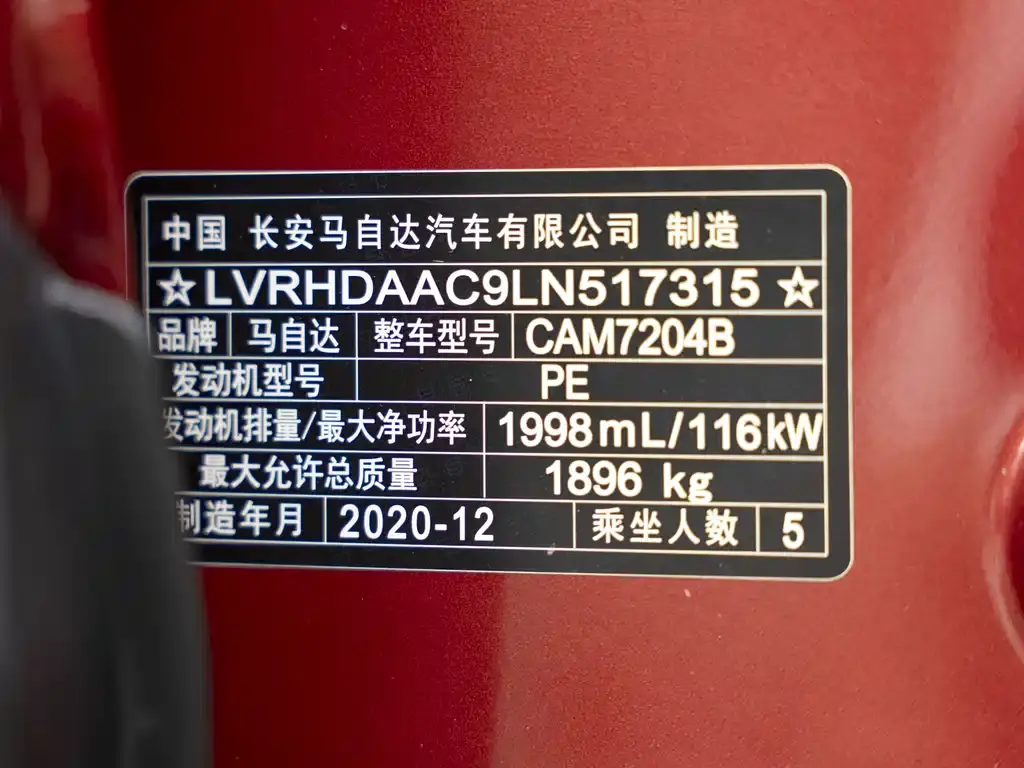 中国 长安马自达汽车有限公司 制造
☆LVRHDAAC9LN517315☆
品牌 马自达 整车型号 CAM7204B
发动机型号 PE
发动机排量/最大净功率 1998mL/116kW
最大允许总质量 1896 kg
制造年月 2020-12 乘坐人数 5